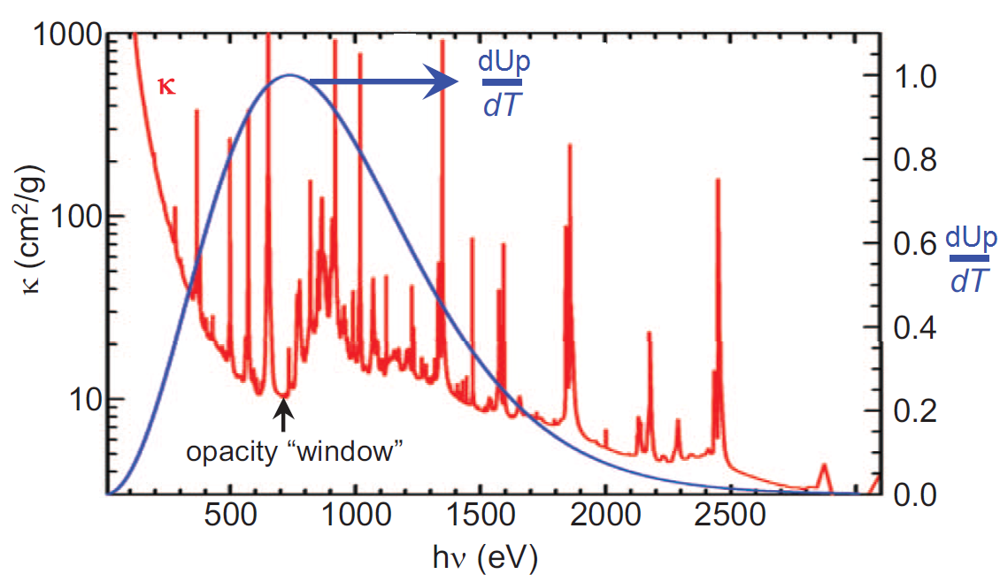 1000
100
10
κ (cm²/g)
κ
dUp
dT
1.0
0.8
0.6
0.4
0.2
0.0
dUp
dT
opacity “window”
500 1000 1500 2000 2500
hν (eV)